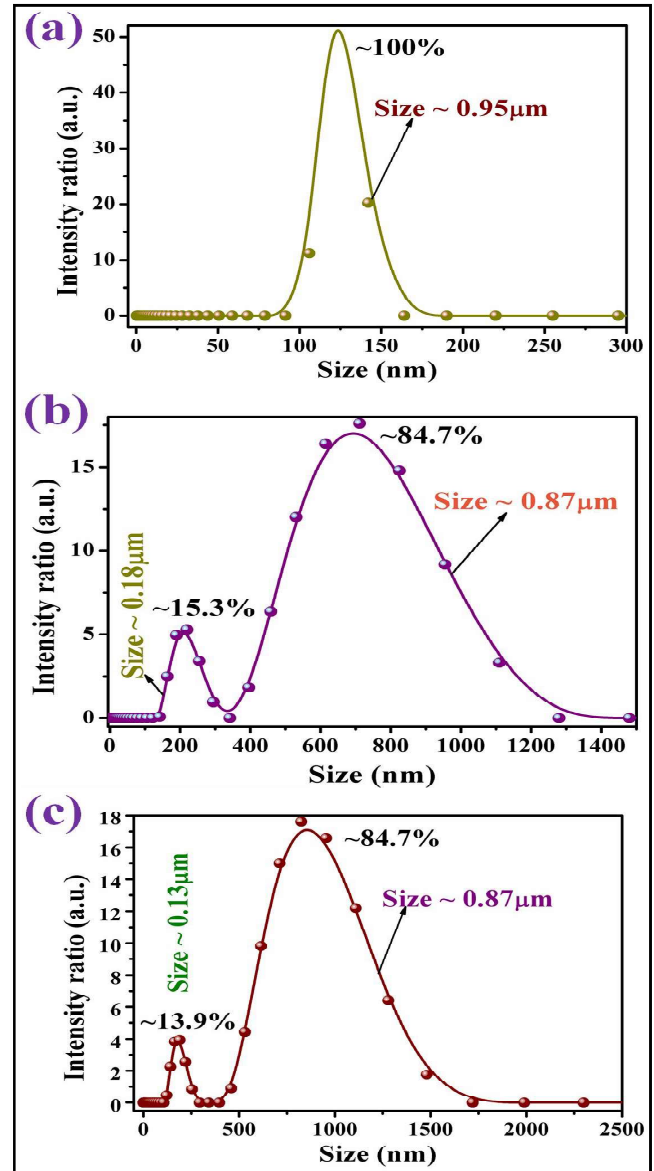 (a)
50
40
30
20
10
0
Intensity ratio (a.u.)
~100%
Size ~ 0.95μm
0 50 100 150 200 250 300
Size (nm)
(b)
15
10
5
0
Intensity ratio (a.u.)
Size ~ 0.18μm
~15.3%
~84.7%
Size ~ 0.87μm
0 200 400 600 800 1000 1200 1400
Size (nm)
(c)
18
16
14
12
10
8
6
4
2
0
Intensity ratio (a.u.)
Size ~ 0.13μm
~13.9%
~84.7%
Size ~ 0.87μm
0 500 1000 1500 2000 2500
Size (nm)